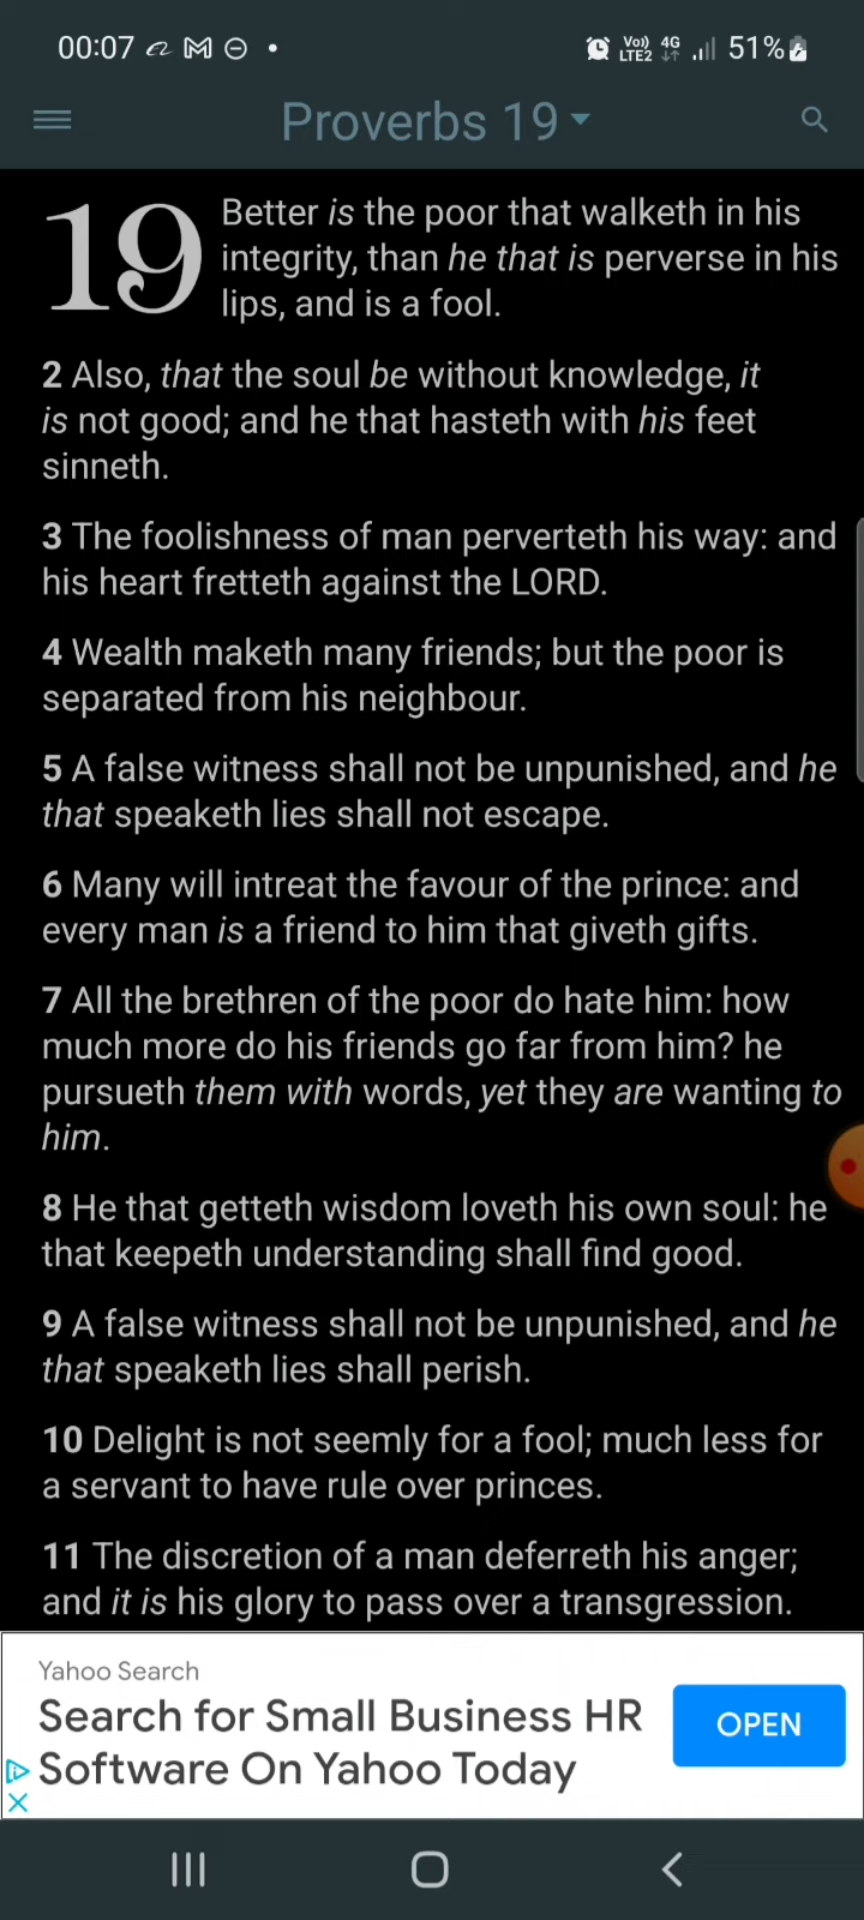 00:07 Vo)) LTE2 4G 51%
Proverbs 19
19 Better is the poor that walketh in his
integrity, than he that is perverse in his
lips, and is a fool.
2 Also, that the soul be without knowledge, it
is not good; and he that hasteth with his feet
sinneth.
3 The foolishness of man perverteth his way: and
his heart fretteth against the LORD.
4 Wealth maketh many friends; but the poor is
separated from his neighbour.
5 A false witness shall not be unpunished, and he
that speaketh lies shall not escape.
6 Many will intreat the favour of the prince: and
every man is a friend to him that giveth gifts.
7 All the brethren of the poor do hate him: how
much more do his friends go far from him? he
pursueth them with words, yet they are wanting to
him.
8 He that getteth wisdom loveth his own soul: he
that keepeth understanding shall find good.
9 A false witness shall not be unpunished, and he
that speaketh lies shall perish.
10 Delight is not seemly for a fool; much less for
a servant to have rule over princes.
11 The discretion of a man deferreth his anger;
and it is his glory to pass over a transgression.
Yahoo Search
Search for Small Business HR
Software On Yahoo Today
OPEN